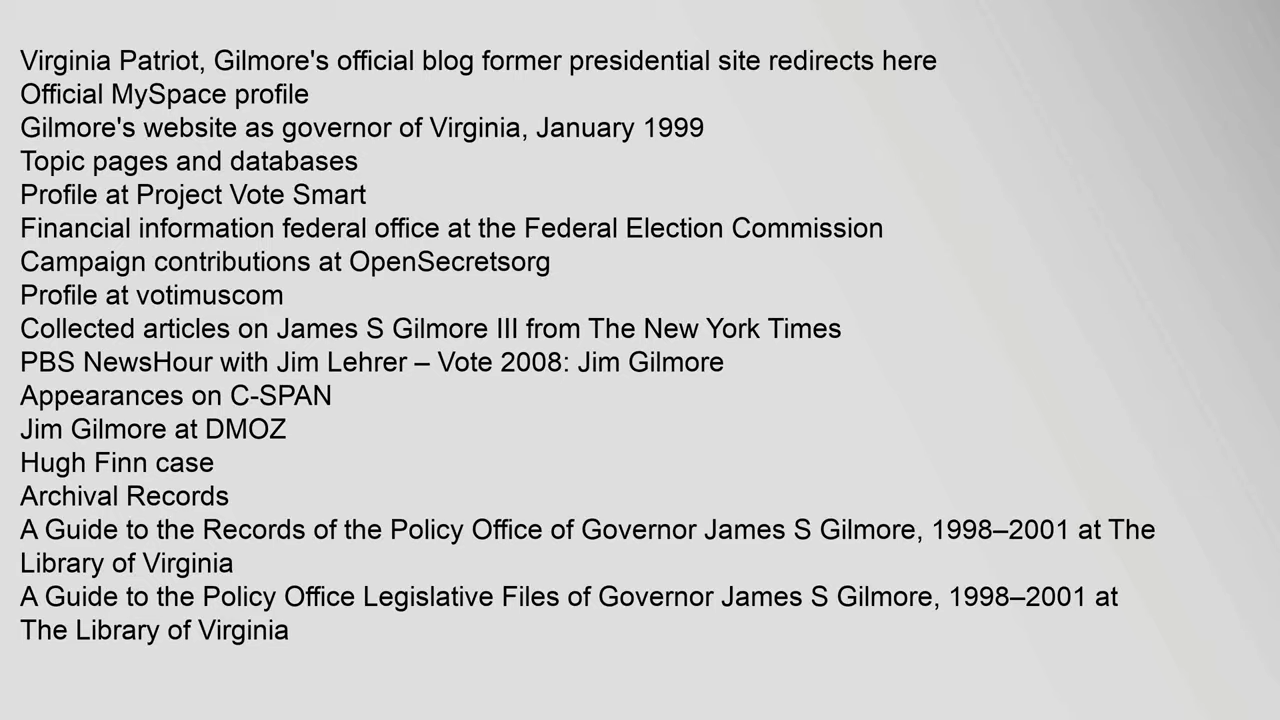 Virginia Patriot, Gilmore's official blog former presidential site redirects here
Official MySpace profile
Gilmore's website as governor of Virginia, January 1999
Topic pages and databases
Profile at Project Vote Smart
Financial information federal office at the Federal Election Commission
Campaign contributions at OpenSecretsorg
Profile at votimuscom
Collected articles on James S Gilmore III from The New York Times
PBS NewsHour with Jim Lehrer – Vote 2008: Jim Gilmore
Appearances on C-SPAN
Jim Gilmore at DMOZ
Hugh Finn case
Archival Records
A Guide to the Records of the Policy Office of Governor James S Gilmore, 1998–2001 at The
Library of Virginia
A Guide to the Policy Office Legislative Files of Governor James S Gilmore, 1998–2001 at
The Library of Virginia